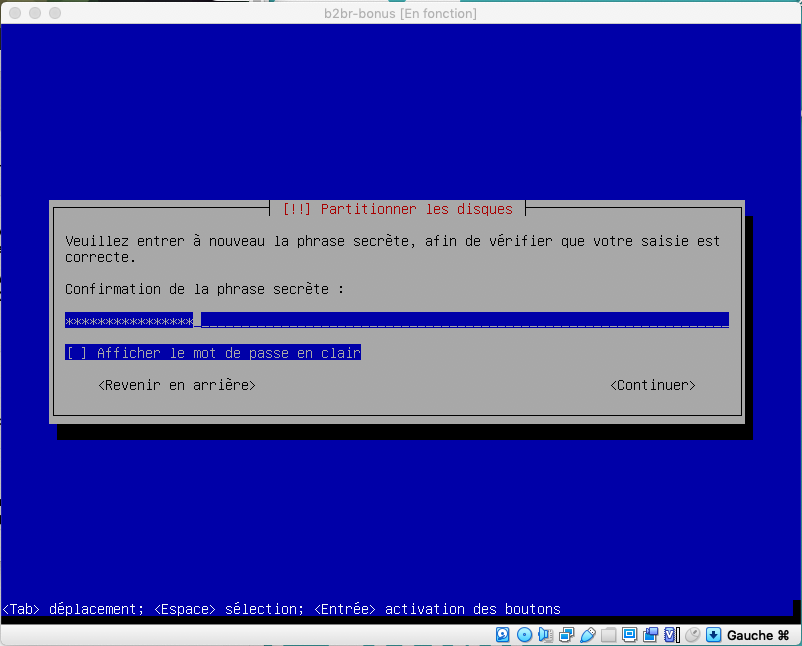 b2br-bonus [En fonction]
[!!] Partitionner les disques
Veuillez entrer à nouveau la phrase secrète, afin de vérifier que votre saisie est
correcte.
Confirmation de la phrase secrète :
****************
[ ] Afficher le mot de passe en clair
<Revenir en arrière> <Continuer>
<Tab> déplacement; <Espace> sélection; <Entrée> activation des boutons
Gauche ⌘